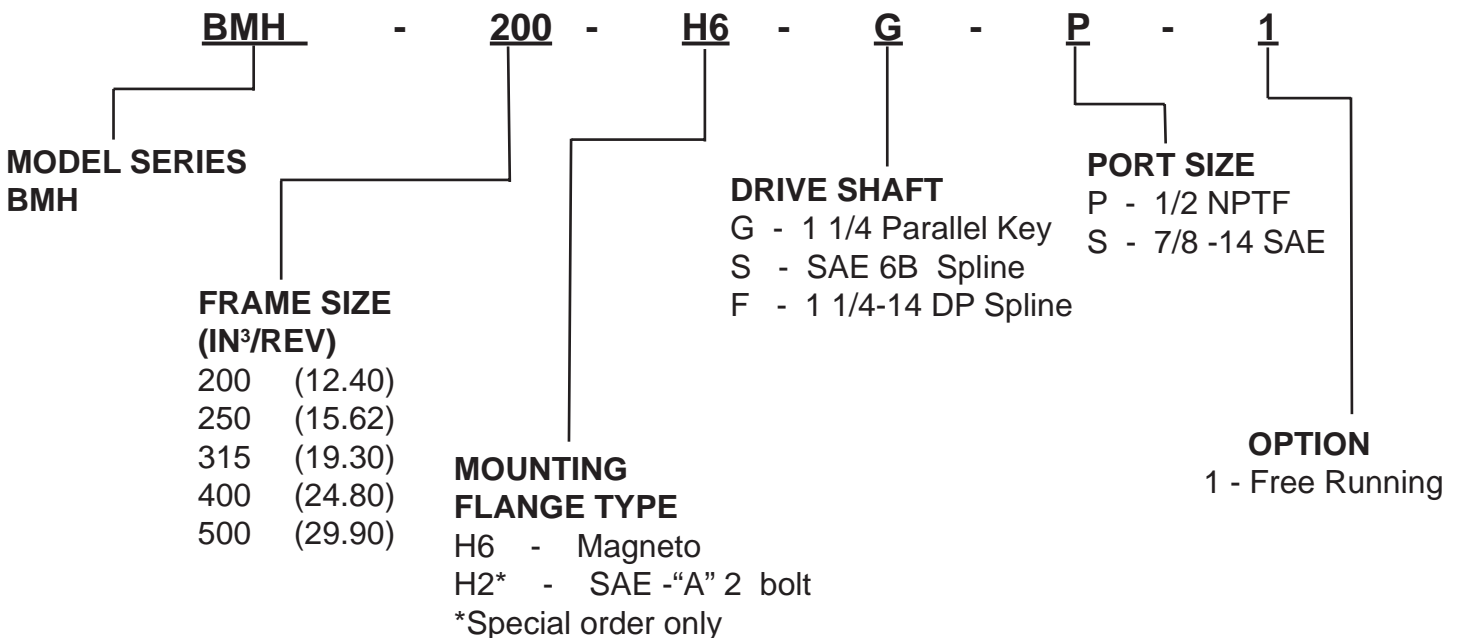 BMH - 200 - H6 - G - P - 1
MODEL SERIES
BMH
FRAME SIZE
(IN³/REV)
200 (12.40)
250 (15.62)
315 (19.30)
400 (24.80)
500 (29.90)
MOUNTING
FLANGE TYPE
H6 - Magneto
H2* - SAE -“A” 2 bolt
*Special order only
DRIVE SHAFT
G - 1 1/4 Parallel Key
S - SAE 6B Spline
F - 1 1/4-14 DP Spline
PORT SIZE
P - 1/2 NPTF
S - 7/8 -14 SAE
OPTION
1 - Free Running